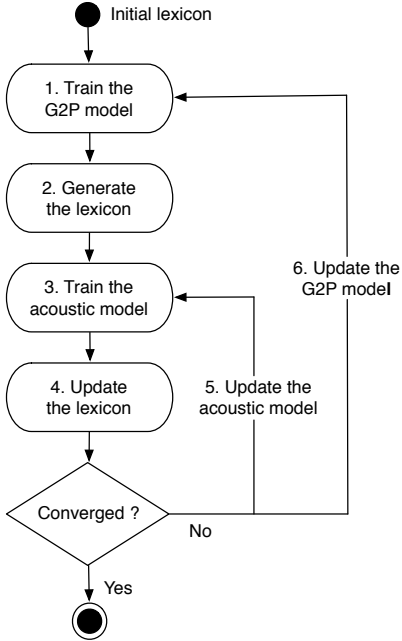 Initial lexicon
1. Train the
G2P model
2. Generate
the lexicon
3. Train the
acoustic model
4. Update
the lexicon
5. Update the
acoustic model
6. Update the
G2P model
Converged ?
No
Yes